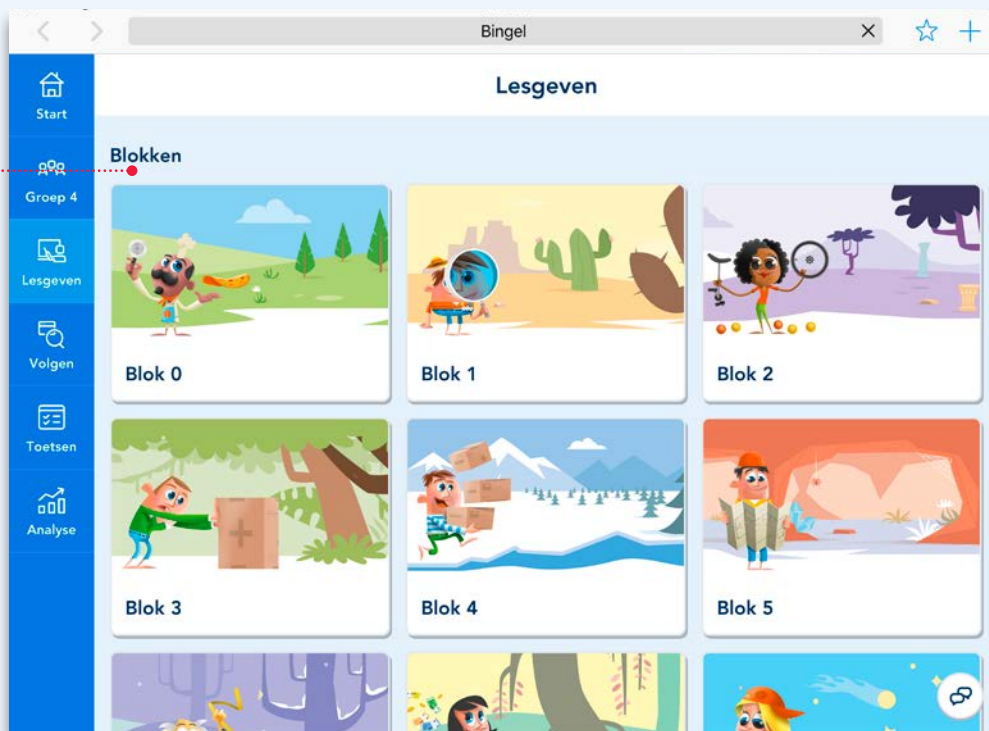 Bingel
Lesgeven
Start
Groep 4
Lesgeven
Volgen
Toetsen
Analyse
Blokken
Blok 0
Blok 1
Blok 2
Blok 3
Blok 4
Blok 5